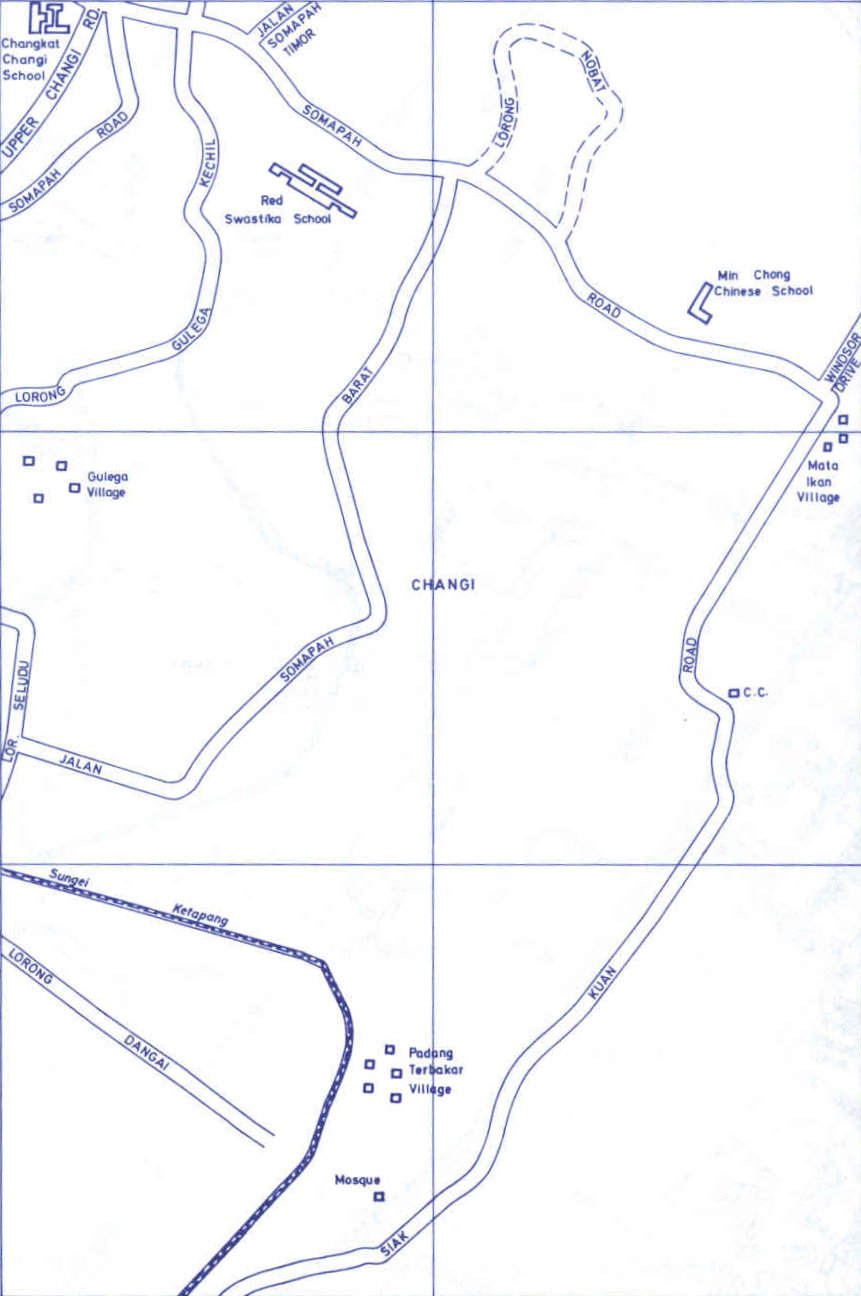 Changkat
Changi
School
UPPER CHANGI RD.
JALAN
SOMAPAH
TIMOR
SOMAPAH ROAD
LORONG GULEGA KECHIL
SOMAPAH ROAD
LORONG NOBAT
Red
Swastika School
Min Chong
Chinese School
WINDSOR
DRIVE
Mata
Ikan
Village
Gulega
Village
CHANGI
JALAN SOMAPAH BARAT
LOR. SELUDU
C.C.
SIAK KUAN ROAD
Sungei Ketapang
LORONG DANGAI
Padang
Terbakar
Village
Mosque